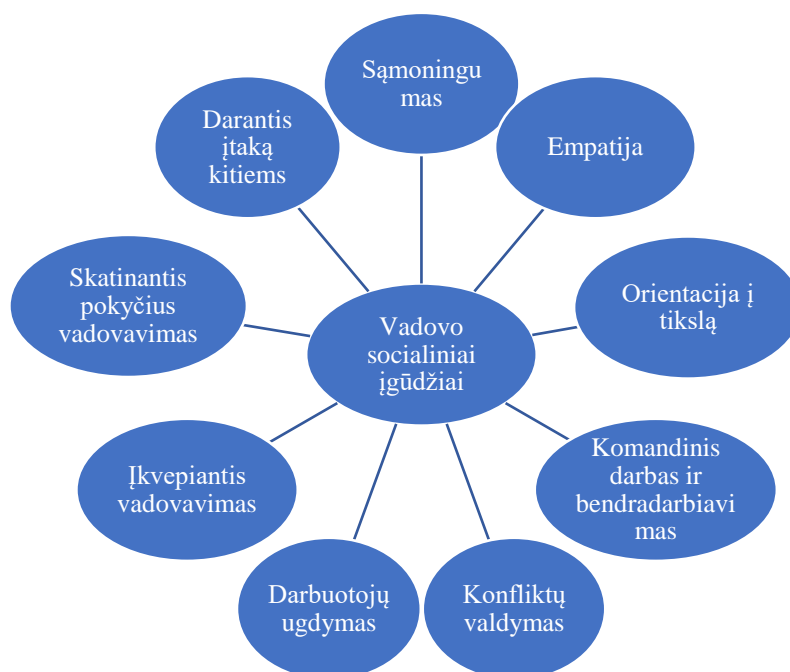 Sąmoningu
mas
Empatija
Orientacija į
tikslą
Komandinis
darbas ir
bendradarbiavi
mas
Konfliktų
valdymas
Darbuotojų
ugdymas
Įkvepiantis
vadovavimas
Skatinantis
pokyčius
vadovavimas
Darantis
įtaką
kitiems
Vadovo
socialiniai
įgūdžiai